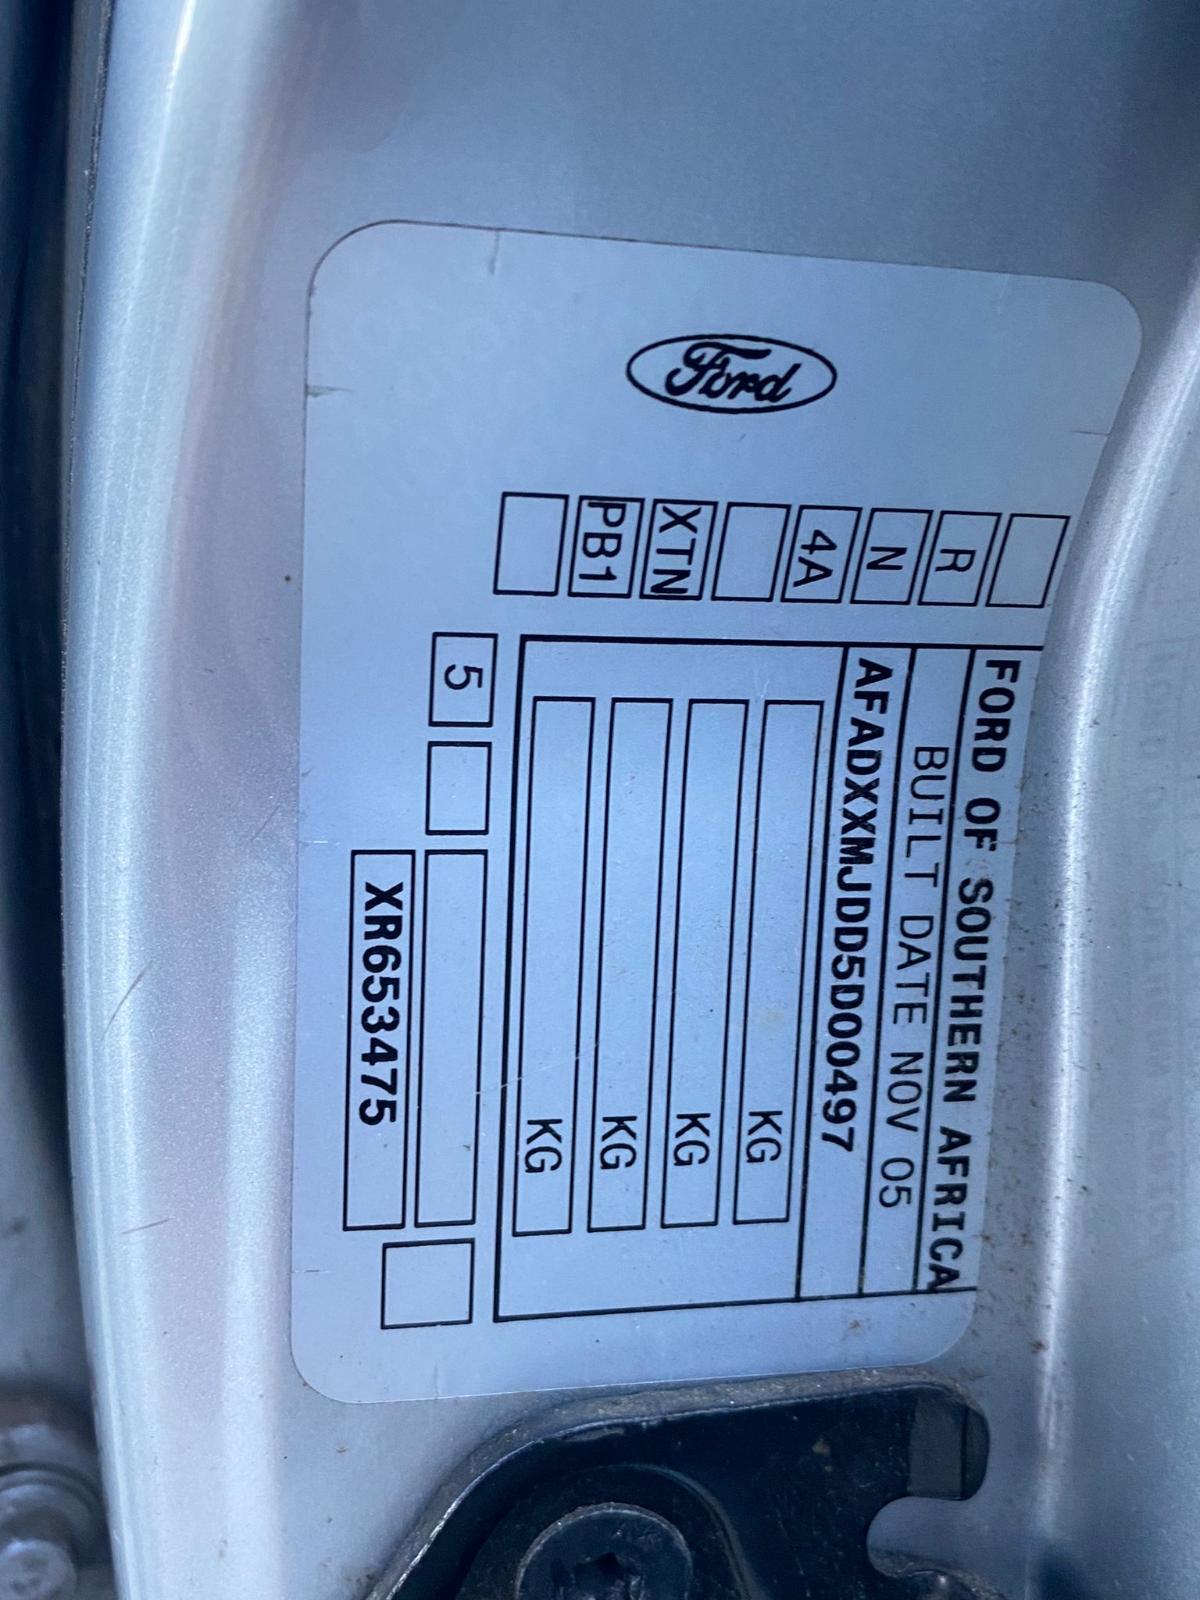 Ford
FORD OF SOUTHERN AFRICA
BUILT DATE NOV 05
AFADXXMJDD5D00497
KG
KG
KG
KG
R
N
4A
XTN
PB1
5
XR653475